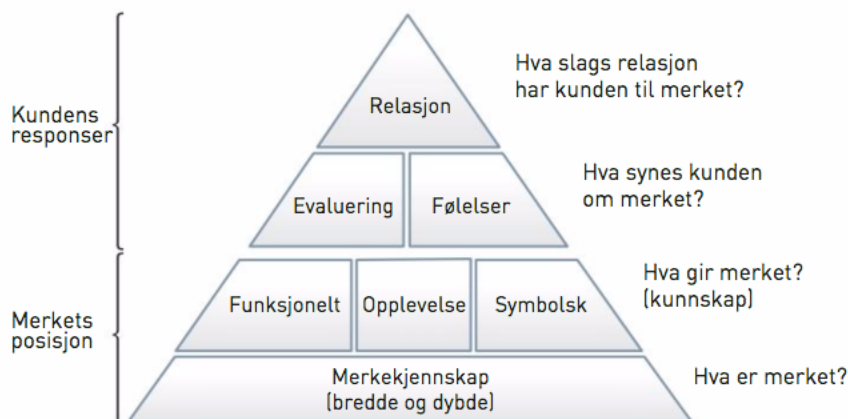 Kundens
responser
Relasjon
Hva slags relasjon
har kunden til merket?
Evaluering
Følelser
Hva synes kunden
om merket?
Merkets
posisjon
Funksjonelt
Opplevelse
Symbolsk
Hva gir merket?
(kunnskap)
Merkekjennskap
(bredde og dybde)
Hva er merket?